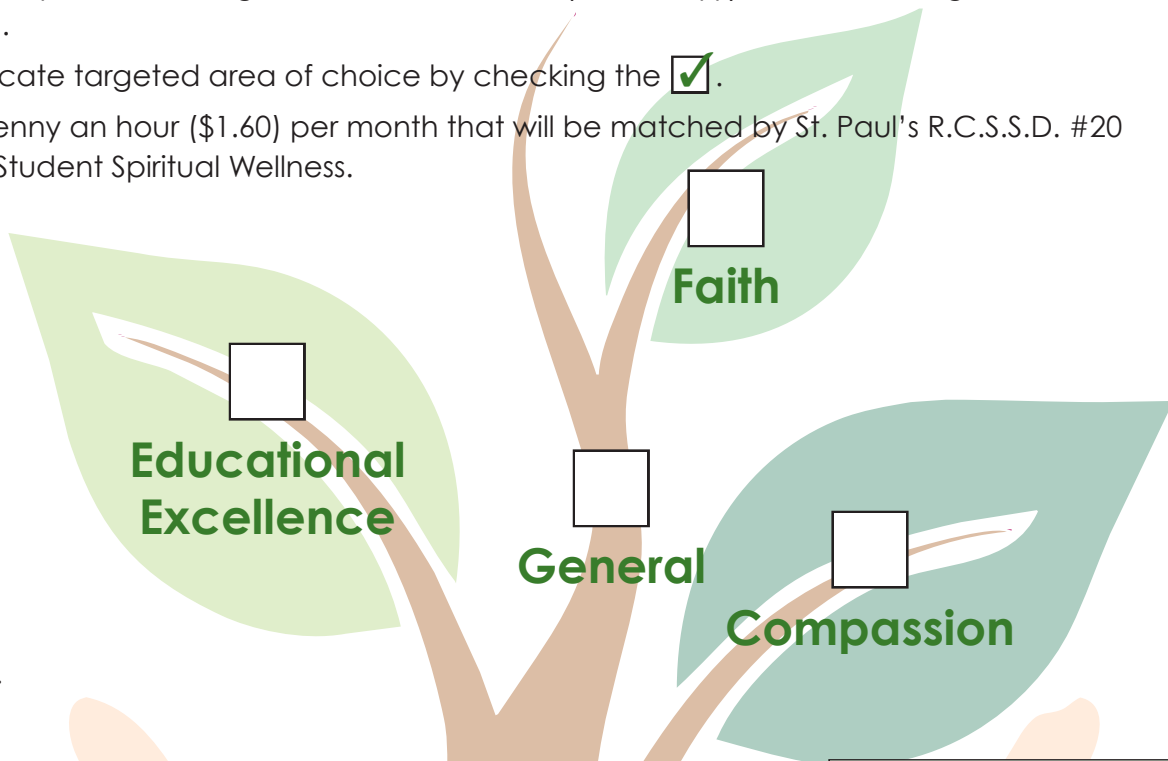 .
cate targeted area of choice by checking the ✓.
enny an hour ($1.60) per month that will be matched by St. Paul’s R.C.S.S.D. #20
Student Spiritual Wellness.
Faith
Educational
Excellence
General
Compassion